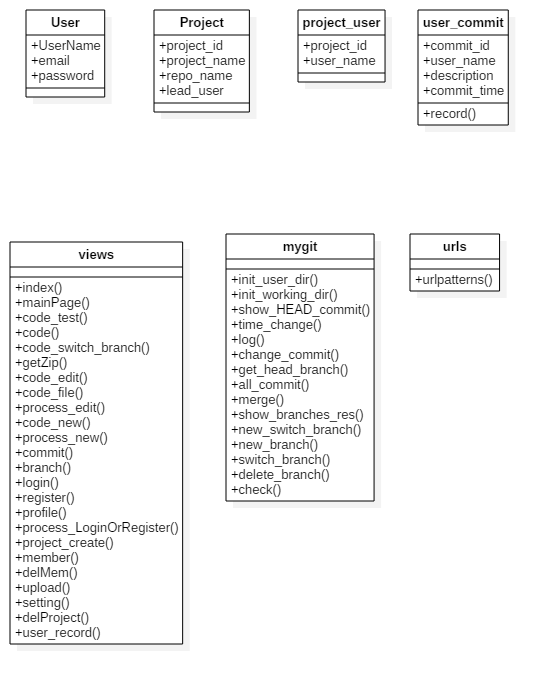 User
+UserName
+email
+password
Project
+project_id
+project_name
+repo_name
+lead_user
project_user
+project_id
+user_name
user_commit
+commit_id
+user_name
+description
+commit_time
+record()
views
+index()
+mainPage()
+code_test()
+code()
+code_switch_branch()
+getZip()
+code_edit()
+code_file()
+process_edit()
+code_new()
+process_new()
+commit()
+branch()
+login()
+register()
+profile()
+process_LoginOrRegister()
+project_create()
+member()
+delMem()
+upload()
+setting()
+delProject()
+user_record()
mygit
+init_user_dir()
+init_working_dir()
+show_HEAD_commit()
+time_change()
+log()
+change_commit()
+get_head_branch()
+all_commit()
+merge()
+show_branches_res()
+new_switch_branch()
+new_branch()
+switch_branch()
+delete_branch()
+check()
urls
+urlpatterns()